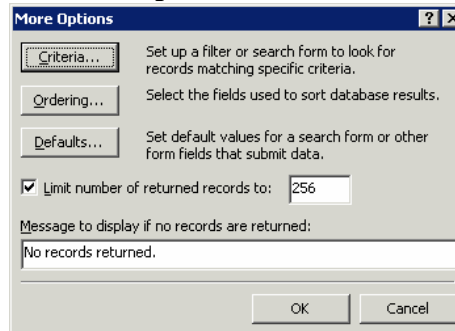 More Options
Criteria...
Set up a filter or search form to look for
records matching specific criteria.
Ordering...
Select the fields used to sort database results.
Defaults...
Set default values for a search form or other
form fields that submit data.
Limit number of returned records to: 256
Message to display if no records are returned:
No records returned.
OK Cancel